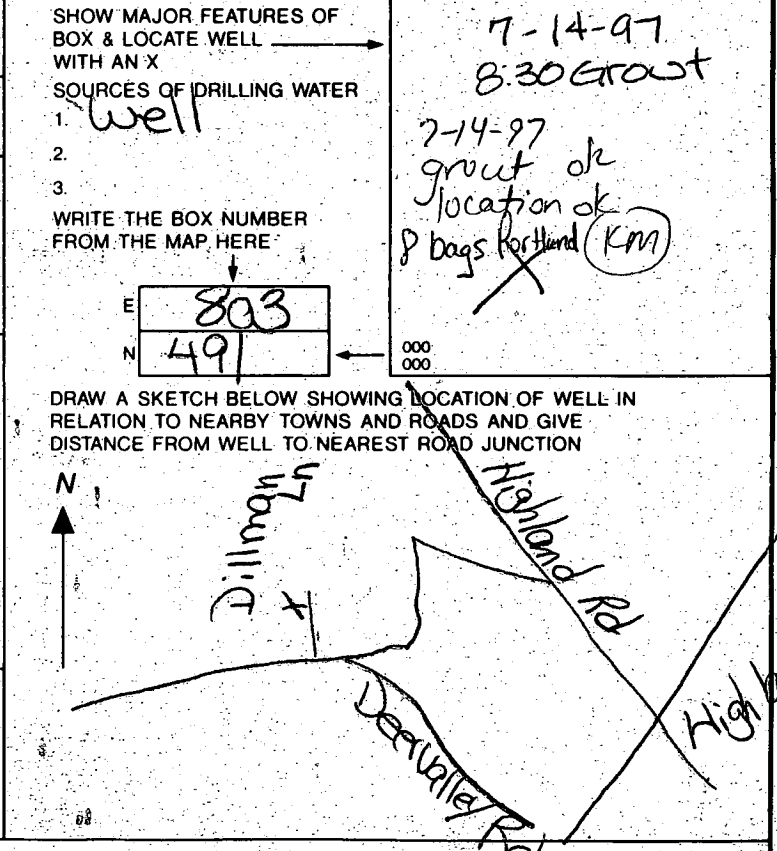 SHOW MAJOR FEATURES OF
BOX & LOCATE WELL
WITH AN X
SOURCES OF DRILLING WATER
1. Well
2.
3.
WRITE THE BOX NUMBER
FROM THE MAP HERE
E 803
N 491
7-14-97
8:30 Grout
7-14-97
grout ok
location ok
8 bags Portland KM
X
000
000
DRAW A SKETCH BELOW SHOWING LOCATION OF WELL IN
RELATION TO NEARBY TOWNS AND ROADS AND GIVE
DISTANCE FROM WELL TO NEAREST ROAD JUNCTION
N
Dillman Ln
X
Highland Rd
Deer Valley Rd
High